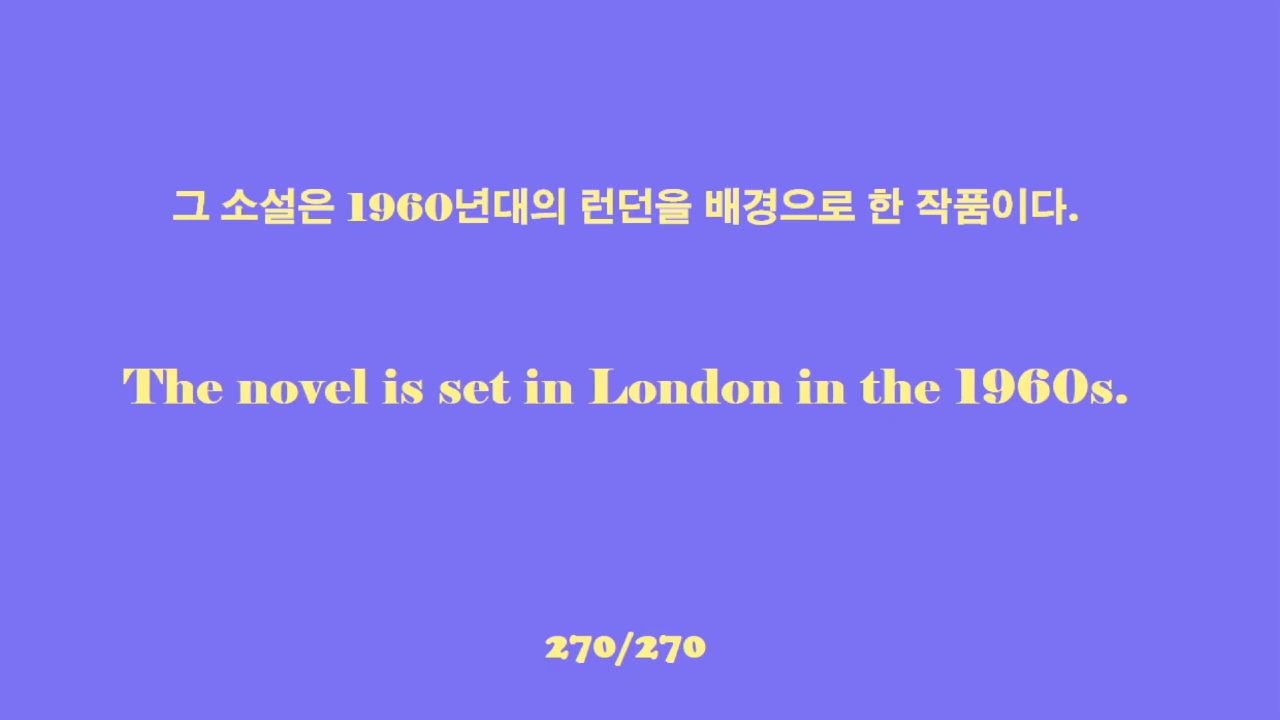 그 소설은 1960년대의 런던을 배경으로 한 작품이다.
The novel is set in London in the 1960s.
270/270